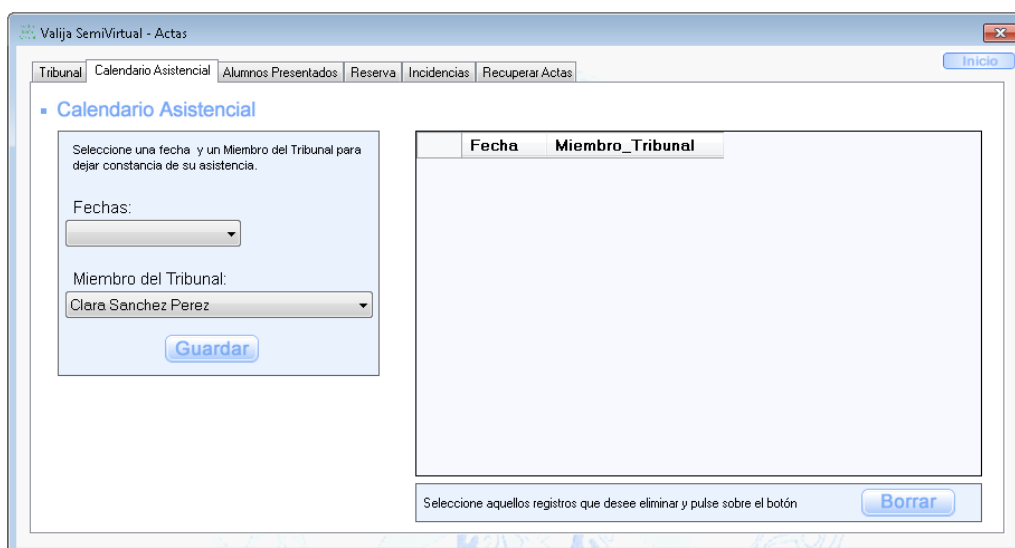 Valija SemiVirtual - Actas
Inicio
Tribunal Calendario Asistencial Alumnos Presentados Reserva Incidencias Recuperar Actas
Calendario Asistencial
Seleccione una fecha y un Miembro del Tribunal para
dejar constancia de su asistencia.
Fechas:
Miembro del Tribunal:
Clara Sanchez Perez
Guardar
Fecha Miembro_Tribunal
Seleccione aquellos registros que desee eliminar y pulse sobre el botón
Borrar